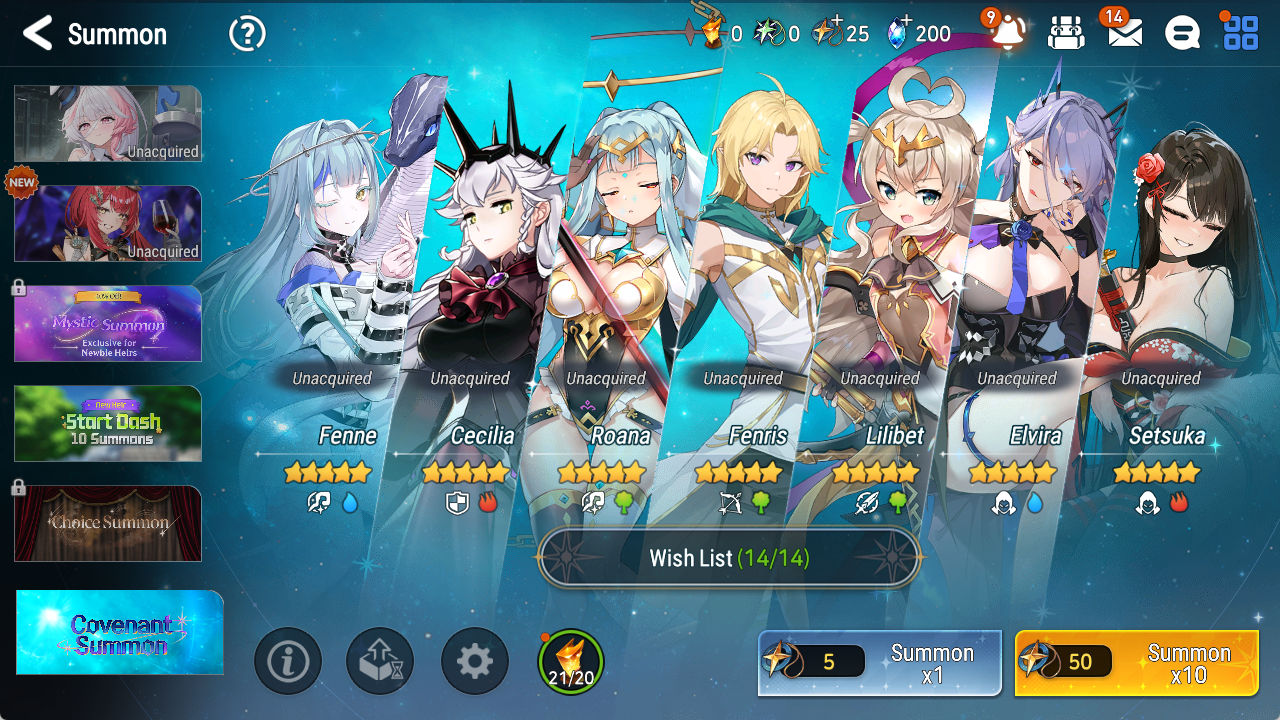 Summon
?
0
0
25
200
9
14
Unacquired
NEW
Unacquired
Mystic Summon
Exclusive for
Newbie Heirs
New Heir
Start Dash
10 Summons
Choice Summon
Covenant
Summon
Unacquired
Unacquired
Unacquired
Unacquired
Unacquired
Unacquired
Unacquired
Fenne
Cecilia
Roana
Fenris
Lilibet
Elvira
Setsuka
Wish List (14/14)
21/20
5
Summon
x1
50
Summon
x10